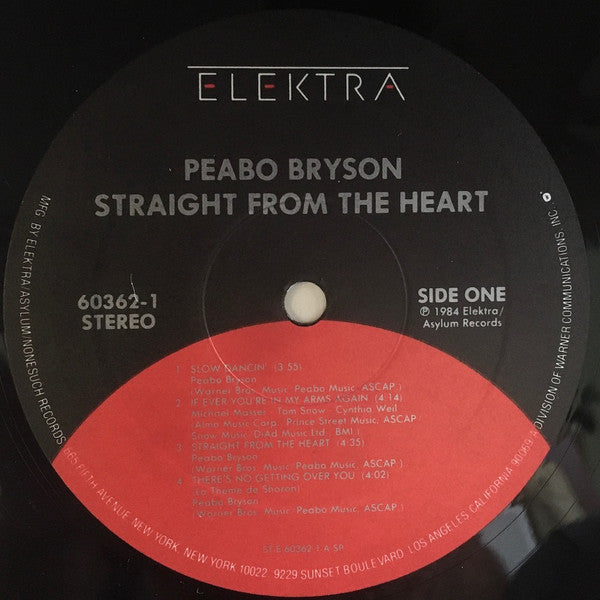 ELEKTRA
PEABO BRYSON
STRAIGHT FROM THE HEART
60362-1
STEREO
SIDE ONE
℗ 1984 Elektra/
Asylum Records
1 SLOW DANCIN' (3:55)
Peabo Bryson
(Warner Bros. Music/Peabo Music, ASCAP)
2 IF EVER YOU'RE IN MY ARMS AGAIN (4:14)
Michael Masser - Tom Snow - Cynthia Weil
(Almo Music Corp. Prince Street Music, ASCAP
Snow Music/DiAd Music Ltd., BMI)
3 STRAIGHT FROM THE HEART (4:35)
Peabo Bryson
(Warner Bros. Music/Peabo Music, ASCAP)
4 THERE'S NO GETTING OVER YOU (4:02)
(Lo Theme de Sharon)
Peabo Bryson
(Warner Bros. Music/Peabo Music, ASCAP)
60362-1 A-SP
MFG. BY ELEKTRA/ASYLUM/NONESUCH RECORDS, 665 FIFTH AVENUE, NEW YORK, NEW YORK 10022 9229 SUNSET BOULEVARD, LOS ANGELES, CALIFORNIA 90069 A DIVISION OF WARNER COMMUNICATIONS INC.